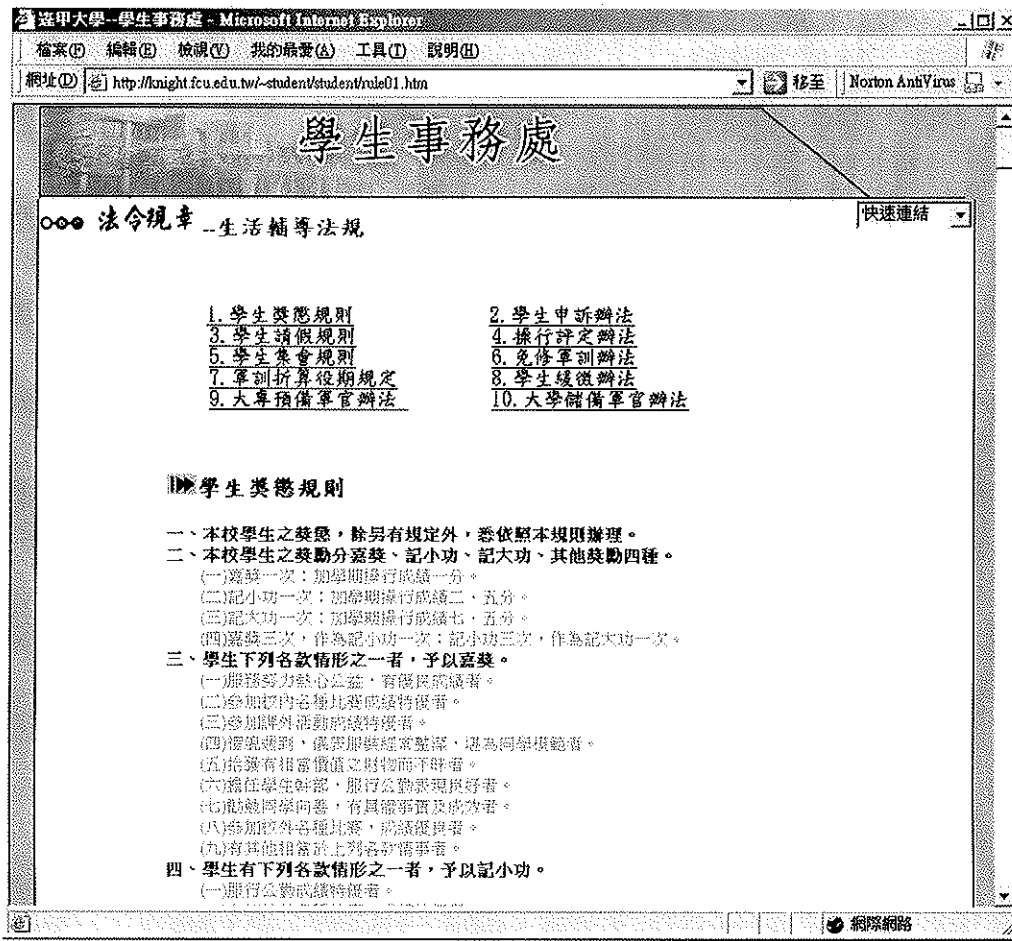 逢甲大學--學生事務處 - Microsoft Internet Explorer
檔案(F) 編輯(E) 檢視(V) 我的最愛(A) 工具(T) 說明(H)
網址(D) http://knight.fcu.edu.tw/~student/student/rule01.htm 移至 Norton AntiVirus
學生事務處
法令規章--生活輔導法規
快速連結
1.學生獎懲規則 2.學生申訴辦法
3.學生請假規則 4.操行評定辦法
5.學生集會規則 6.免修軍訓辦法
7.軍訓折算役期規定 8.學生緩徵辦法
9.大專預備軍官辦法 10.大學儲備軍官辦法
學生獎懲規則
一、本校學生之獎懲,除另有規定外,悉依照本規則辦理。
二、本校學生之獎勵分嘉獎、記小功、記大功、其他獎勵四種。
(一)嘉獎一次:加學期操行成績一分。
(二)記小功一次:加學期操行成績二.五分。
(三)記大功一次:加學期操行成績七.五分。
(四)嘉獎三次,作為記小功一次;記小功三次,作為記大功一次。
三、學生下列各款情形之一者,予以嘉獎。
(一)服務努力熱心公益,有優良成績者。
(二)參加校內各種比賽成績特優者。
(三)參加課外活動成績特優者。
(四)禮貌週到,儀表服裝經常整潔,堪為同學模範者。
(五)拾獲有相當價值之財物而不昧者。
(六)擔任學生幹部,服行公勤表現良好者。
(七)勸勉同學向善,有具體事實及成效者。
(八)參加校外各種比賽,成績優良者。
(九)有其他相當於上列各款情事者。
四、學生有下列各款情形之一者,予以記小功。
(一)服行公勤成績特優者。
網際網路